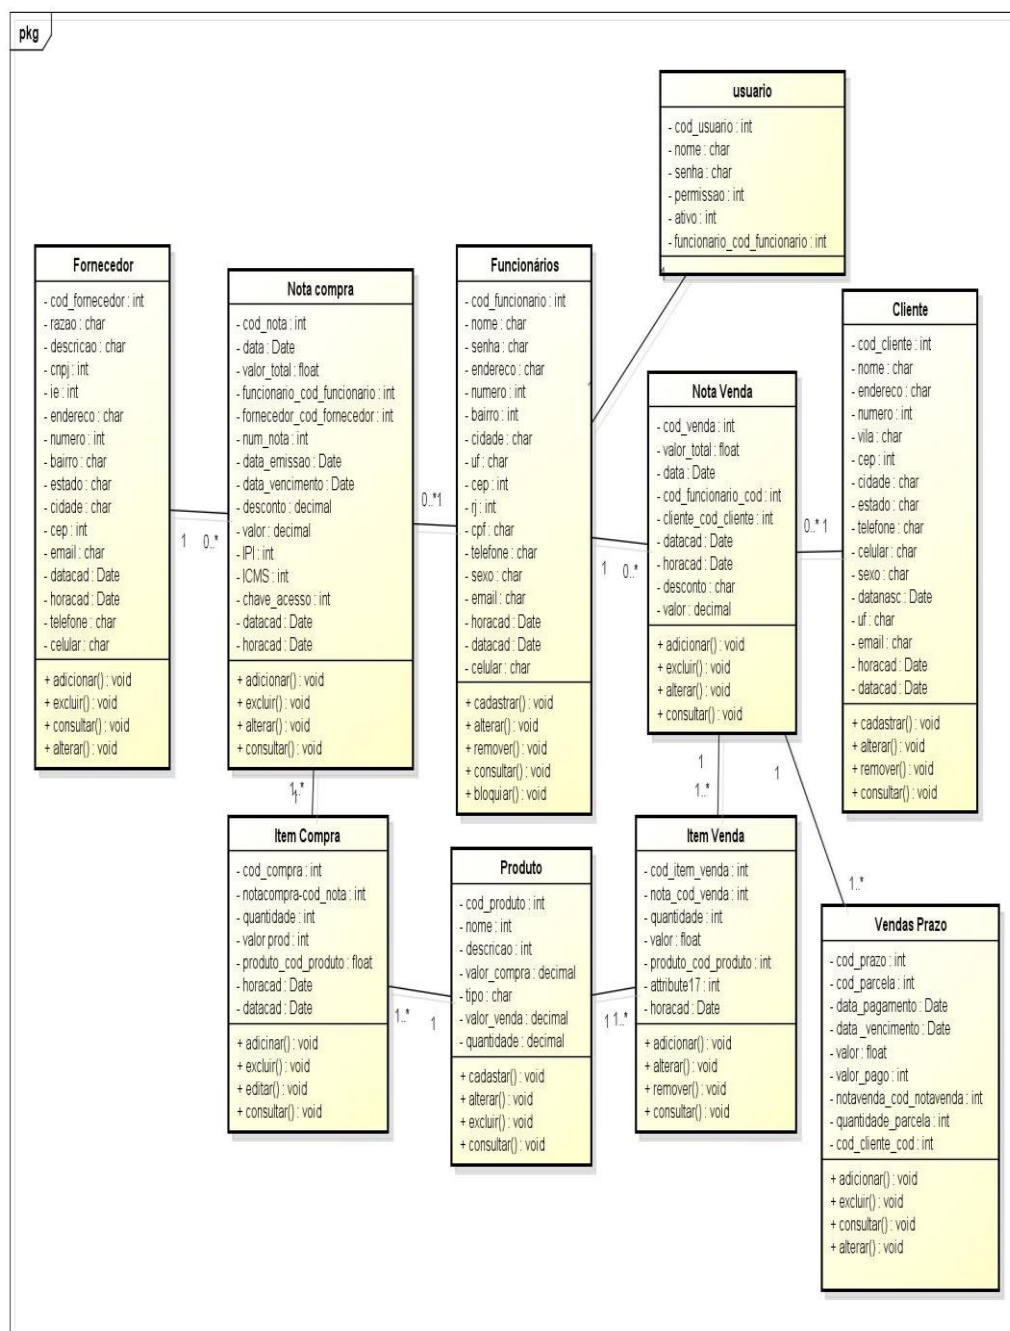 pkg
usuario
- cod_usuario : int
- nome : char
- senha : char
- permissao : int
- ativo : int
- funcionario_cod_funcionario : int
1
Fornecedor
- cod_fornecedor : int
- razao : char
- descricao : char
- cnpj : int
- ie : int
- endereco : char
- numero : int
- bairro : char
- estado : char
- cidade : char
- cep : int
- email : char
- datacad : Date
- horacad : Date
- telefone : char
- celular : char
+ adicionar() : void
+ excluir() : void
+ consultar() : void
+ alterar() : void
1
0..*
Nota compra
- cod_nota : int
- data : Date
- valor_total : float
- funcionario_cod_funcionario : int
- fornecedor_cod_fornecedor : int
- num_nota : int
- data_emissao : Date
- data_vencimento : Date
- desconto : decimal
- valor : decimal
- IPI : int
- ICMS : int
- chave_acesso : int
- datacad : Date
- horacad : Date
+ adicionar() : void
+ excluir() : void
+ alterar() : void
+ consultar() : void
0..*1
Funcionários
- cod_funcionario : int
- nome : char
- senha : char
- endereco : char
- numero : int
- bairro : int
- cidade : char
- uf : char
- cep : int
- rj : int
- cpf : char
- telefone : char
- sexo : char
- email : char
- horacad : Date
- datacad : Date
- celular : char
+ cadastrar() : void
+ alterar() : void
+ remover() : void
+ consultar() : void
+ bloquiar() : void
1
1
0..*
Nota Venda
- cod_venda : int
- valor_total : float
- data : Date
- cod_funcionario_cod : int
- cliente_cod_cliente : int
- datacad : Date
- horacad : Date
- desconto : char
- valor : decimal
+ adicionar() : void
+ excluir() : void
+ alterar() : void
+ consultar() : void
0..* 1
Cliente
- cod_cliente : int
- nome : char
- endereco : char
- numero : int
- vila : char
- cep : int
- cidade : char
- estado : char
- telefone : char
- celular : char
- sexo : char
- datanasc : Date
- uf : char
- email : char
- horacad : Date
- datacad : Date
+ cadastrar() : void
+ alterar() : void
+ remover() : void
+ consultar() : void
1..*
1
1
1..*
1
1..*
Item Compra
- cod_compra : int
- notacompra-cod_nota : int
- quantidade : int
- valor prod : int
- produto_cod_produto : float
- horacad : Date
- datacad : Date
+ adicinar() : void
+ excluir() : void
+ editar() : void
+ consultar() : void
1..*
1
Produto
- cod_produto : int
- nome : int
- descricao : int
- valor_compra : decimal
- tipo : char
- valor_venda : decimal
- quantidade : decimal
+ cadastar() : void
+ alterar() : void
+ excluir() : void
+ consultar() : void
1
1..*
Item Venda
- cod_item_venda : int
- nota_cod_venda : int
- quantidade : int
- valor : float
- produto_cod_produto : int
- attribute17 : int
- horacad : Date
+ adicionar() : void
+ alterar() : void
+ remover() : void
+ consultar() : void
Vendas Prazo
- cod_prazo : int
- cod_parcela : int
- data_pagamento : Date
- data_vencimento : Date
- valor : float
- valor_pago : int
- notavenda_cod_notavenda : int
- quantidade_parcela : int
- cod_cliente_cod : int
+ adicionar() : void
+ excluir() : void
+ consultar() : void
+ alterar() : void